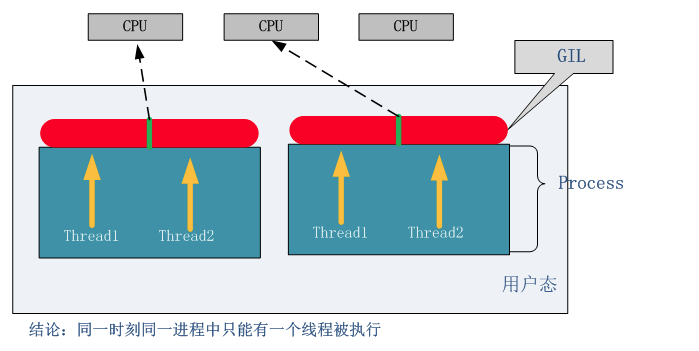 CPU
CPU
CPU
GIL
Process
Thread1
Thread2
Thread1
Thread2
用户态
结论：同一时刻同一进程中只能有一个线程被执行